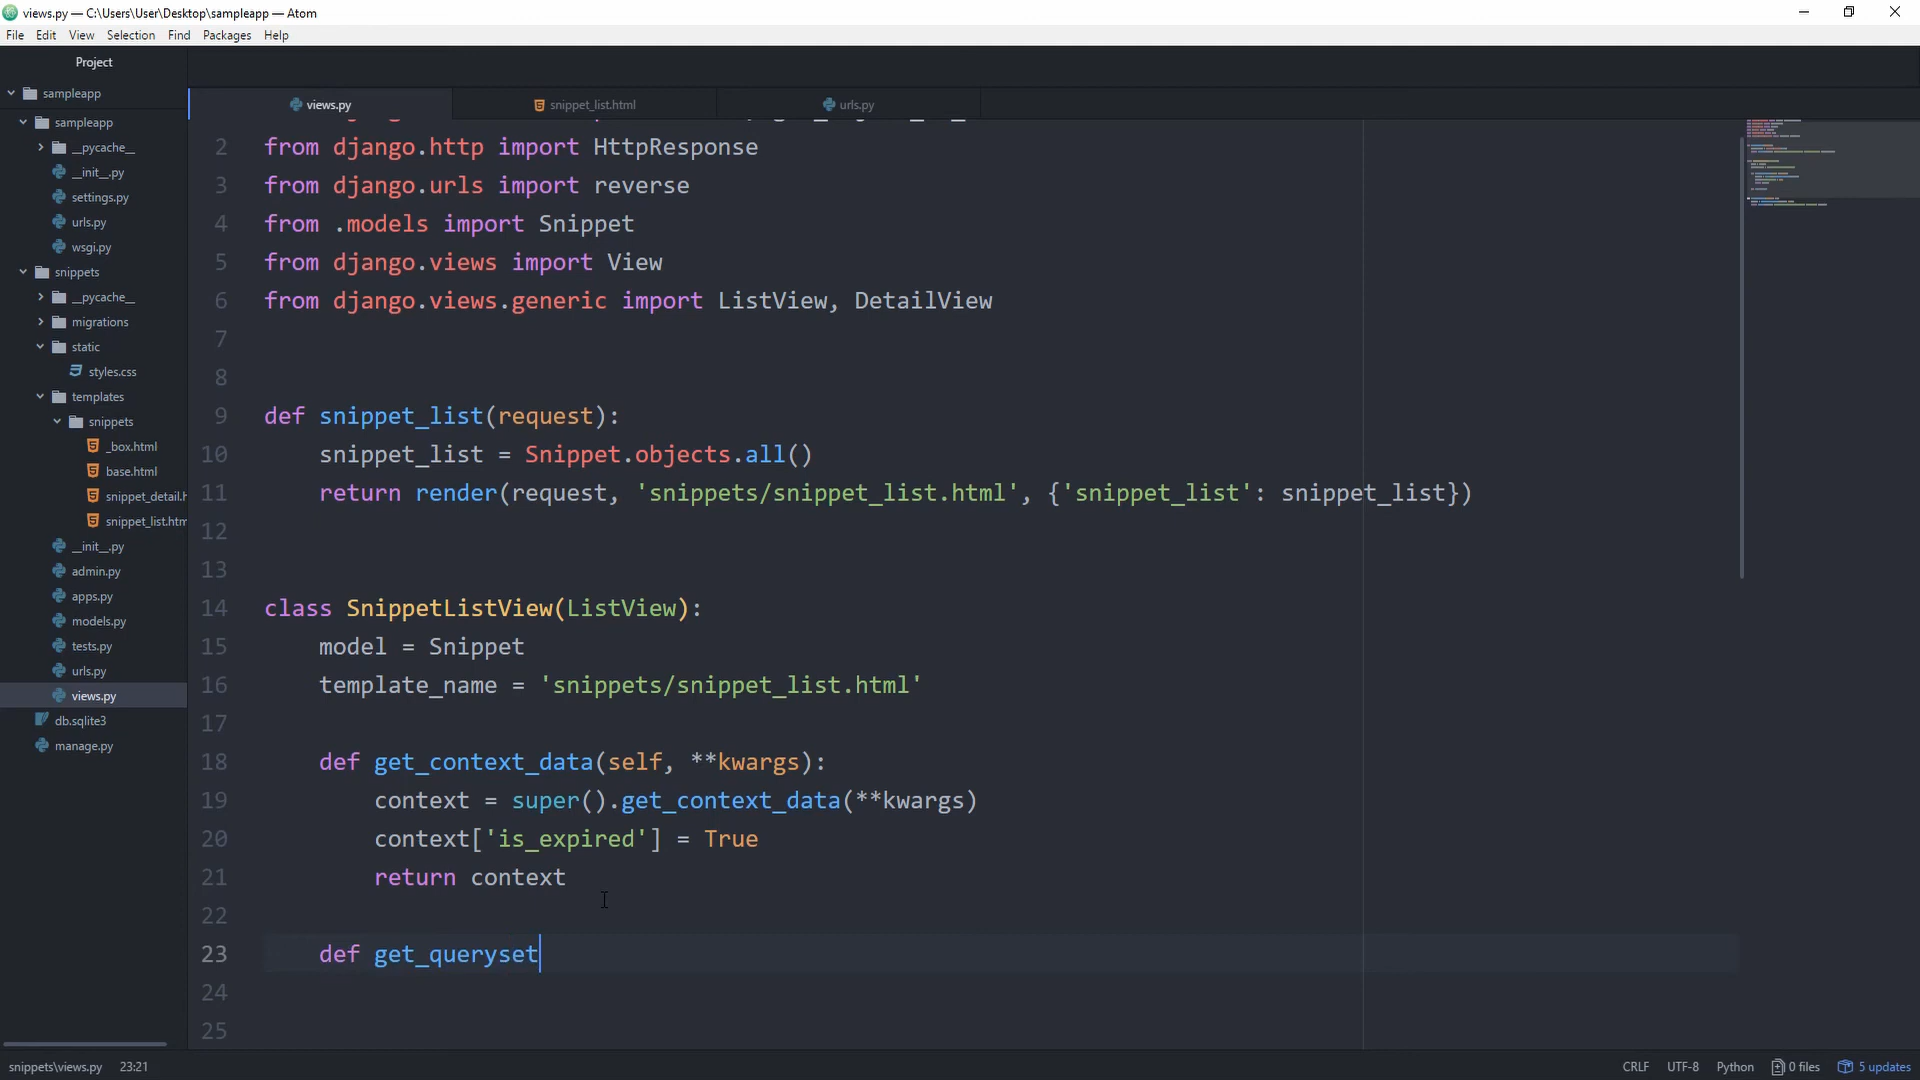 views.py — C:\Users\User\Desktop\sampleapp — Atom
File Edit View Selection Find Packages Help
Project
sampleapp
sampleapp
__pycache__
__init__.py
settings.py
urls.py
wsgi.py
snippets
__pycache__
migrations
static
styles.css
templates
snippets
_box.html
base.html
snippet_detail.h
snippet_list.htm
__init__.py
admin.py
apps.py
models.py
tests.py
urls.py
views.py
db.sqlite3
manage.py
views.py snippet_list.html urls.py
2 from django.http import HttpResponse
3 from django.urls import reverse
4 from .models import Snippet
5 from django.views import View
6 from django.views.generic import ListView, DetailView
7
8
9 def snippet_list(request):
10 snippet_list = Snippet.objects.all()
11 return render(request, 'snippets/snippet_list.html', {'snippet_list': snippet_list})
12
13
14 class SnippetListView(ListView):
15 model = Snippet
16 template_name = 'snippets/snippet_list.html'
17
18 def get_context_data(self, **kwargs):
19 context = super().get_context_data(**kwargs)
20 context['is_expired'] = True
21 return context
22
23 def get_queryset
24
25
snippets\views.py 23:21 CRLF UTF-8 Python 0 files 5 updates